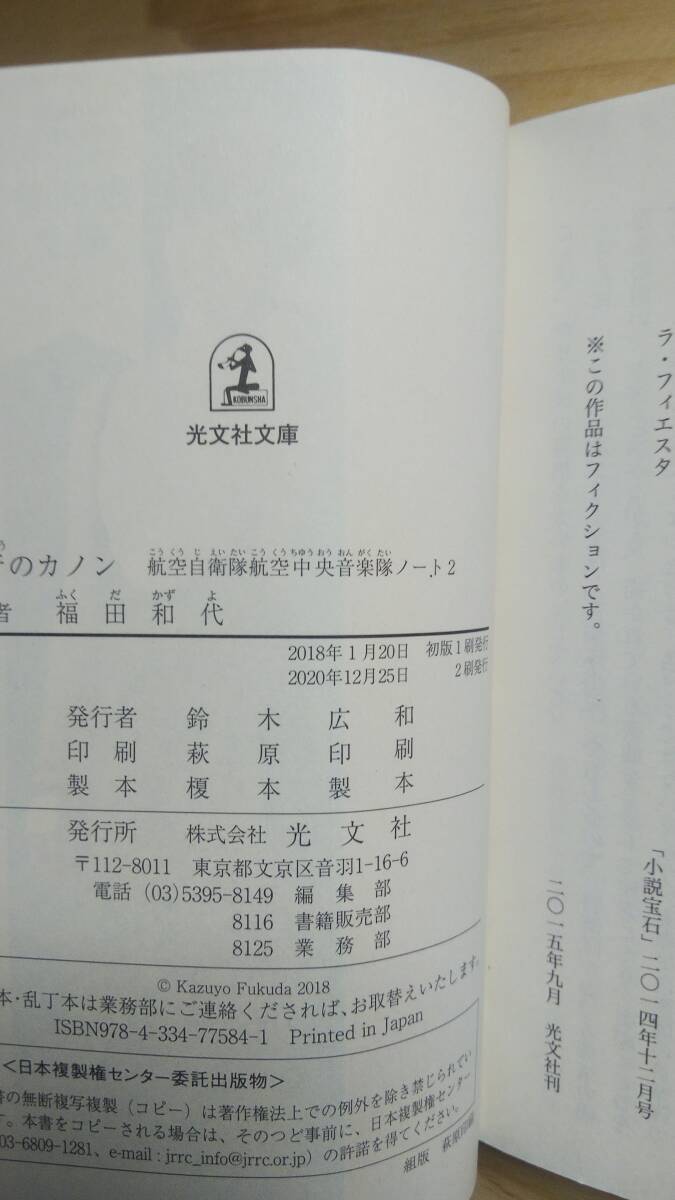 KOBUNSHA
光文社文庫
のカノン 航空自衛隊航空中央音楽隊ノート2
こうくうじえいたいこうくうちゅうおうおんがくたい
者 福田和代
ふくだかずよ
2018年1月20日 初版1刷発行
2020年12月25日 2刷発行
発行者 鈴木広和
印刷 萩原印刷
製本 榎本製本
発行所 株式会社 光文社
〒112-8011 東京都文京区音羽1-16-6
電話 (03)5395-8149 編集部
8116 書籍販売部
8125 業務部
© Kazuyo Fukuda 2018
本・乱丁本は業務部にご連絡くだされば、お取替えいたします。
ISBN978-4-334-77584-1 Printed in Japan
<日本複製権センター委託出版物>
書の無断複写複製(コピー)は著作権法上での例外を除き禁じられてい
す。本書をコピーされる場合は、そのつど事前に、日本複製権センター
03-6809-1281、e-mail : jrrc_info@jrrc.or.jp)の許諾を得てください。
組版 萩原印刷
ラ・フィエスタ
「小説宝石」二〇一四年十二月号
※この作品はフィクションです。
二〇一五年九月 光文社刊